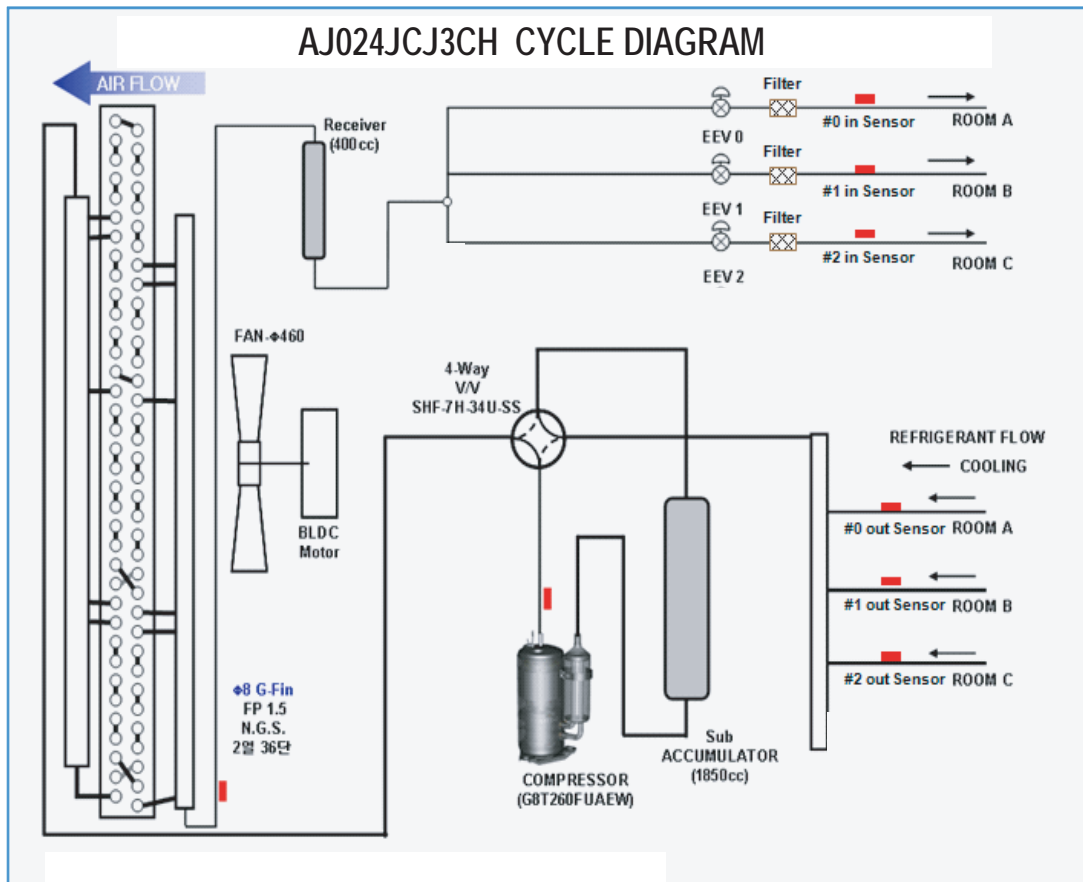 AJ024JCJ3CH CYCLE DIAGRAM
AIR FLOW
Receiver
(400cc)
Filter
EEV 0
#0 in Sensor
ROOM A
Filter
EEV 1
#1 in Sensor
ROOM B
Filter
EEV 2
#2 in Sensor
ROOM C
FAN-Φ460
BLDC
Motor
4-Way
V/V
SHF-7H-34U-SS
REFRIGERANT FLOW
COOLING
#0 out Sensor ROOM A
#1 out Sensor ROOM B
#2 out Sensor ROOM C
Φ8 G-Fin
FP 1.5
N.G.S.
2열 36단
COMPRESSOR
(G8T260FUAEW)
Sub
ACCUMULATOR
(1850cc)